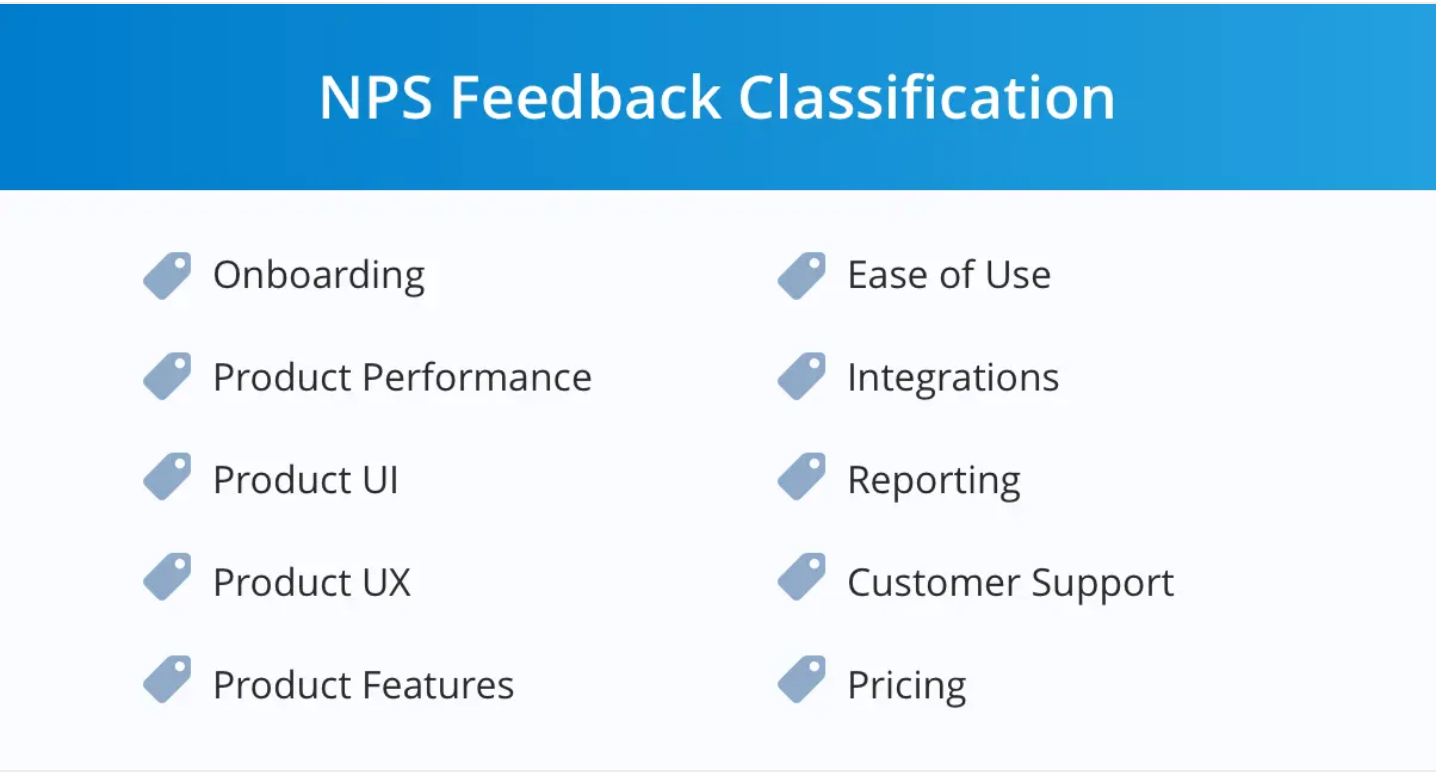 NPS Feedback Classification
Onboarding
Product Performance
Product UI
Product UX
Product Features
Ease of Use
Integrations
Reporting
Customer Support
Pricing